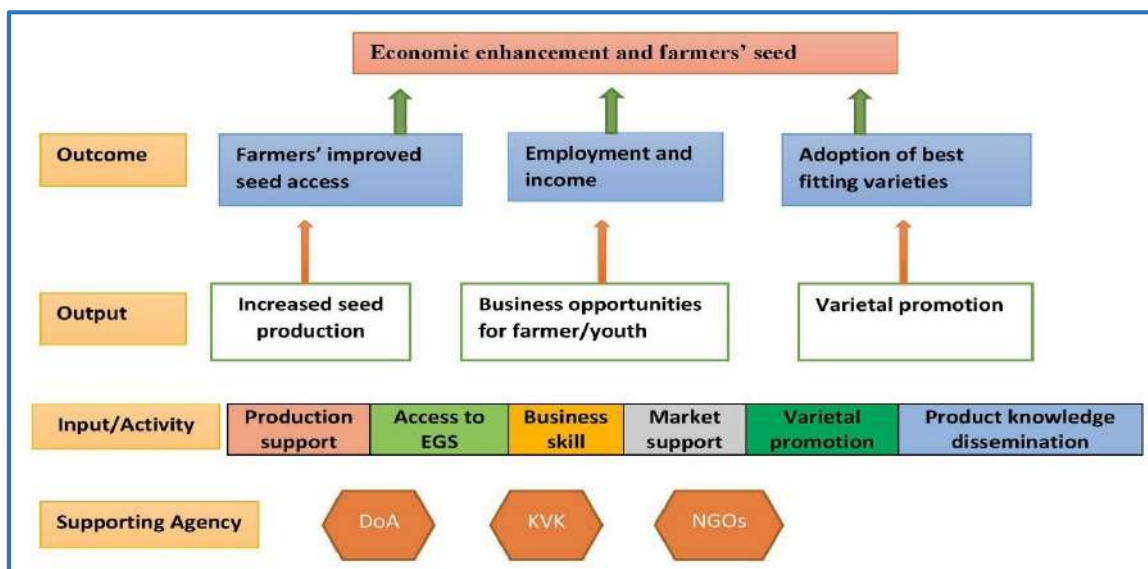 Economic enhancement and farmers' seed
Outcome
Farmers' improved
seed access
Employment and
income
Adoption of best
fitting varieties
Output
Increased seed
production
Business opportunities
for farmer/youth
Varietal promotion
Input/Activity
Production
support
Access to
EGS
Business
skill
Market
support
Varietal
promotion
Product knowledge
dissemination
Supporting Agency
DoA
KVK
NGOs